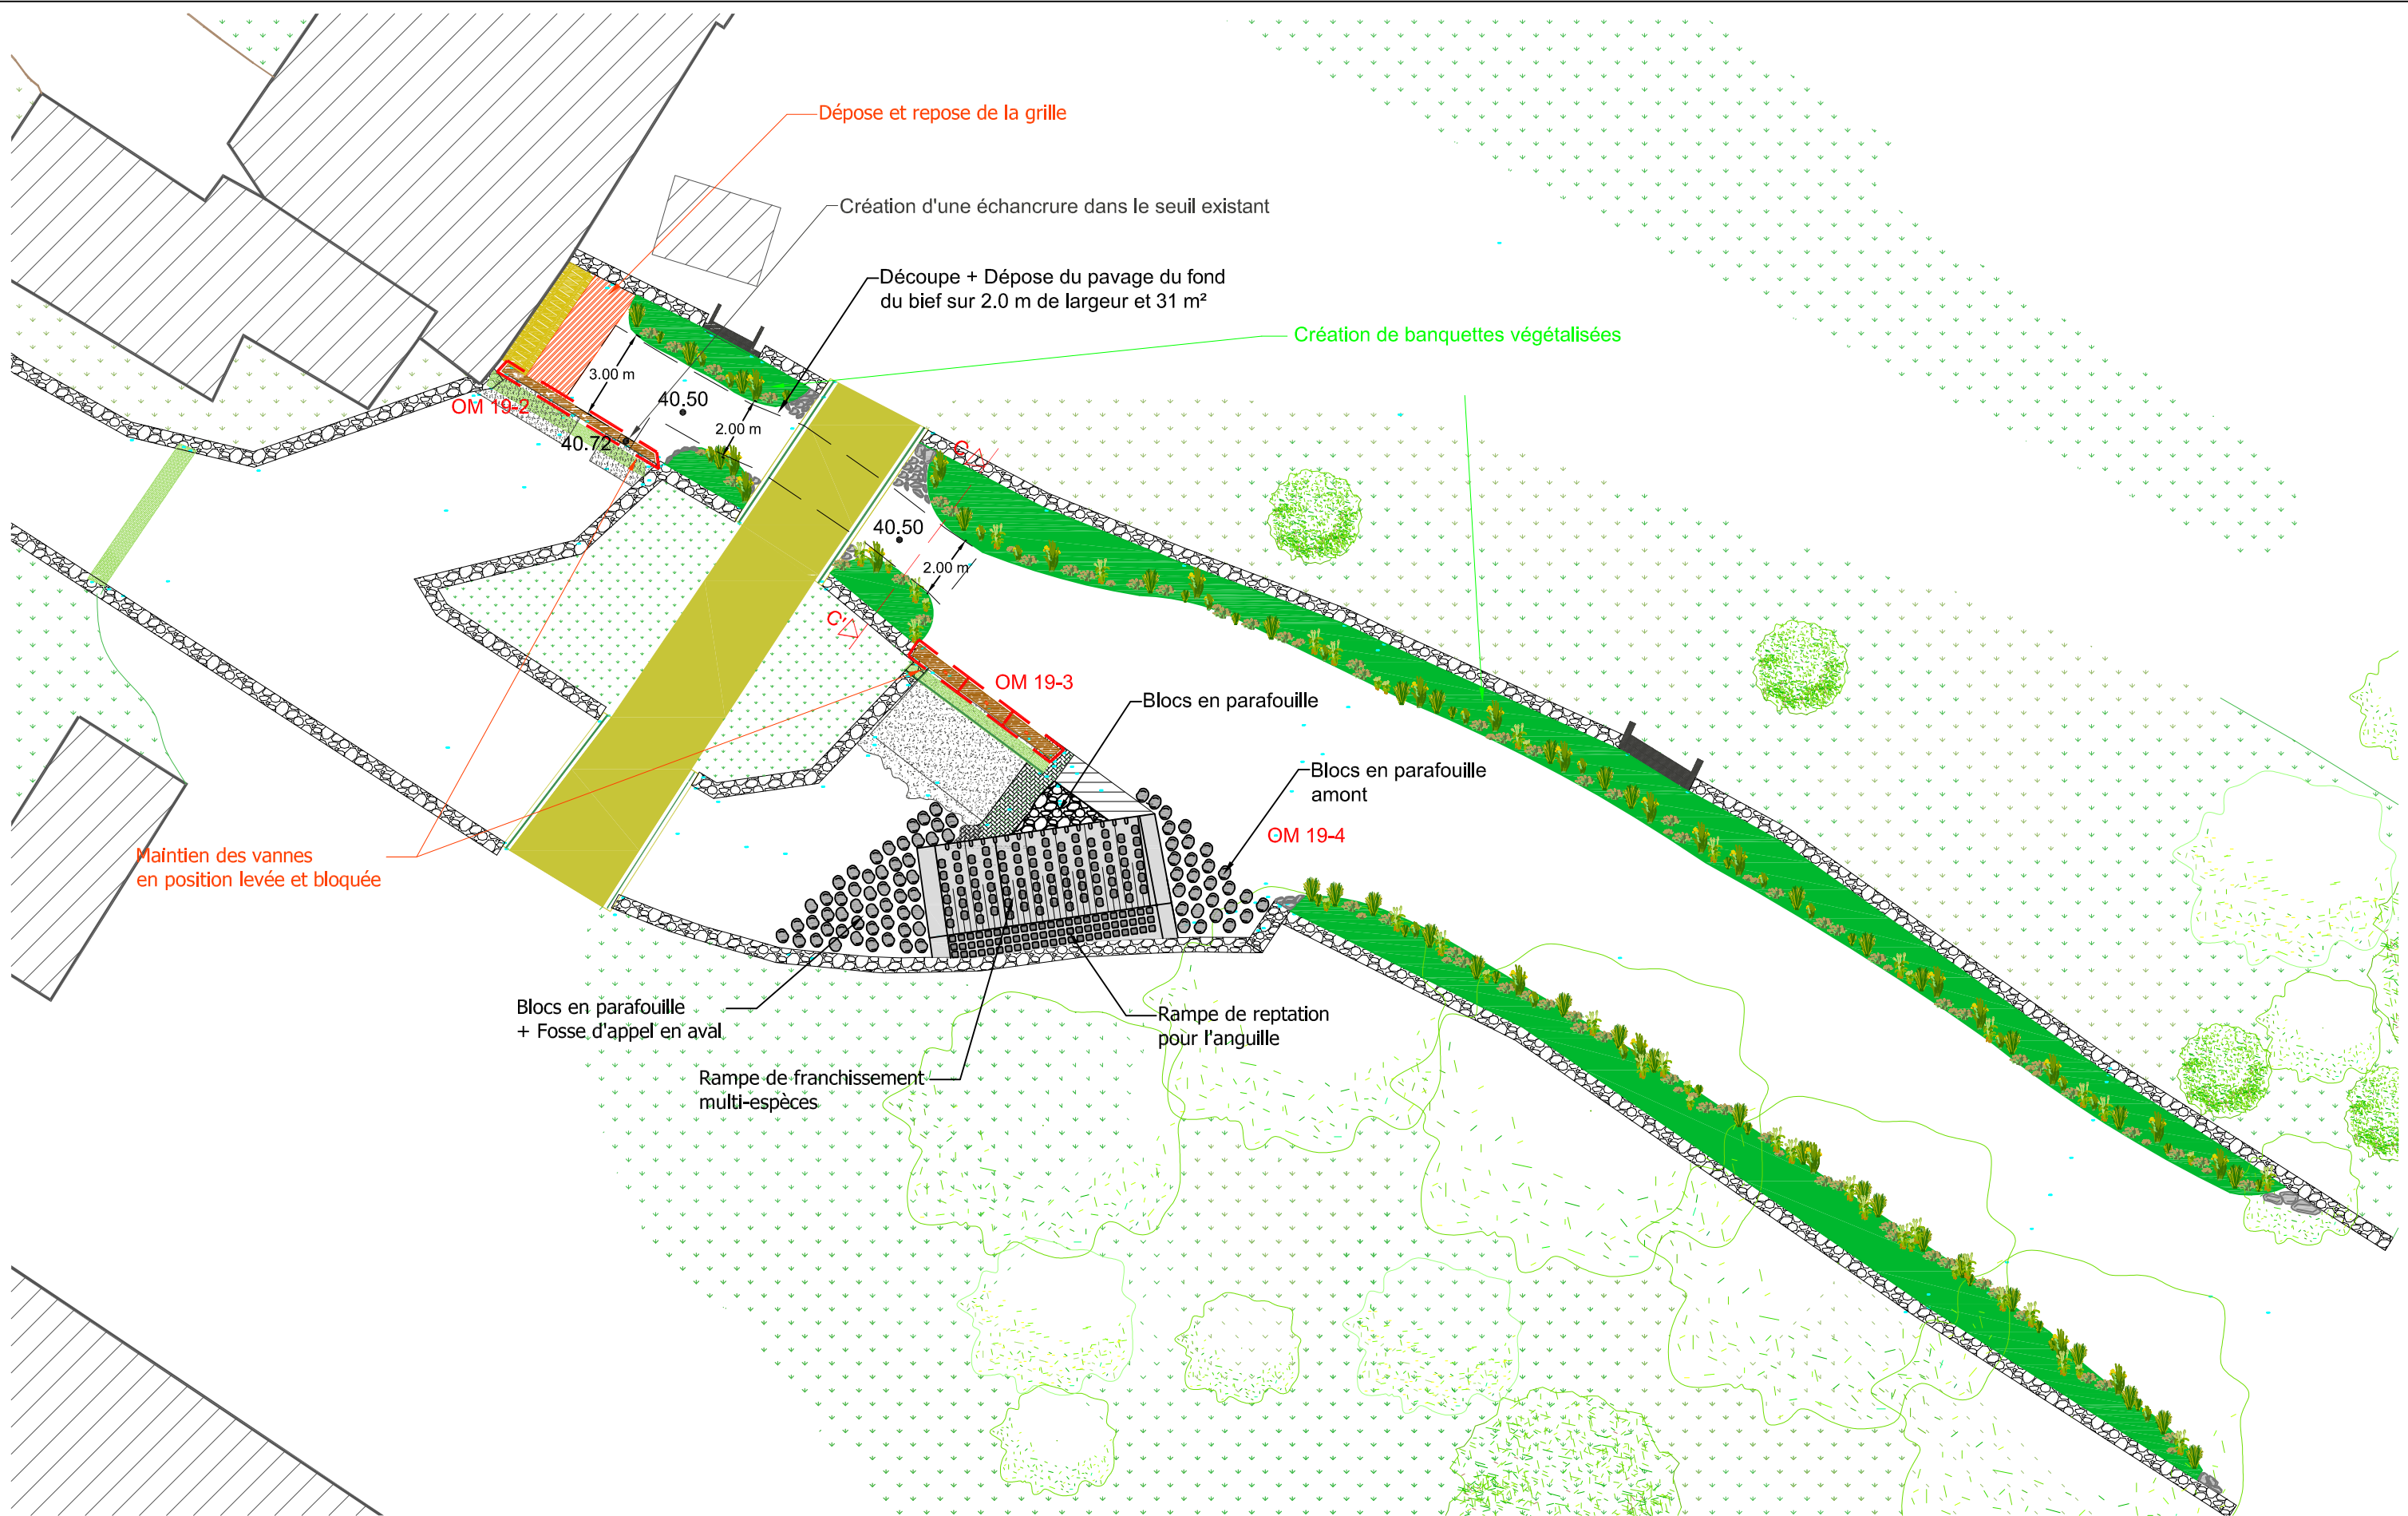 Dépose et repose de la grille
Création d'une échancrure dans le seuil existant
Découpe + Dépose du pavage du fond
du bief sur 2.0 m de largeur et 31 m²
Création de banquettes végétalisées
3.00 m
OM 19-2
40.50
2.00 m
40.72
C
40.50
2.00 m
C'
OM 19-3
Blocs en parafouille
Blocs en parafouille
amont
OM 19-4
Maintien des vannes
en position levée et bloquée
Blocs en parafouille
+ Fosse d'appel en aval
Rampe de reptation
pour l'anguille
Rampe de franchissement
multi-espèces